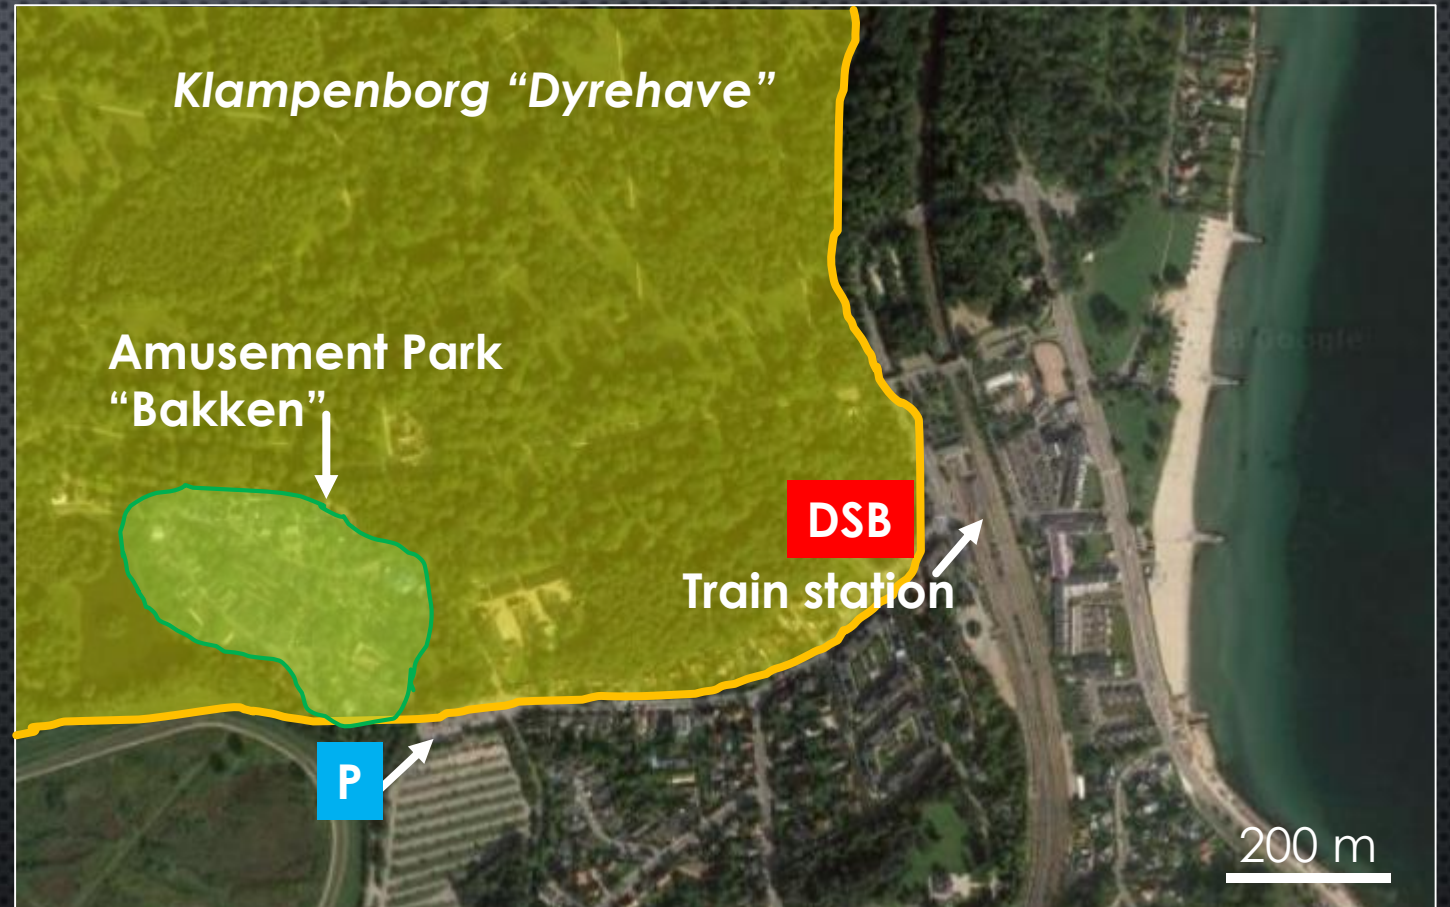 Klampenborg “Dyrehave”
Amusement Park
“Bakken”
DSB
Train station
P
200 m